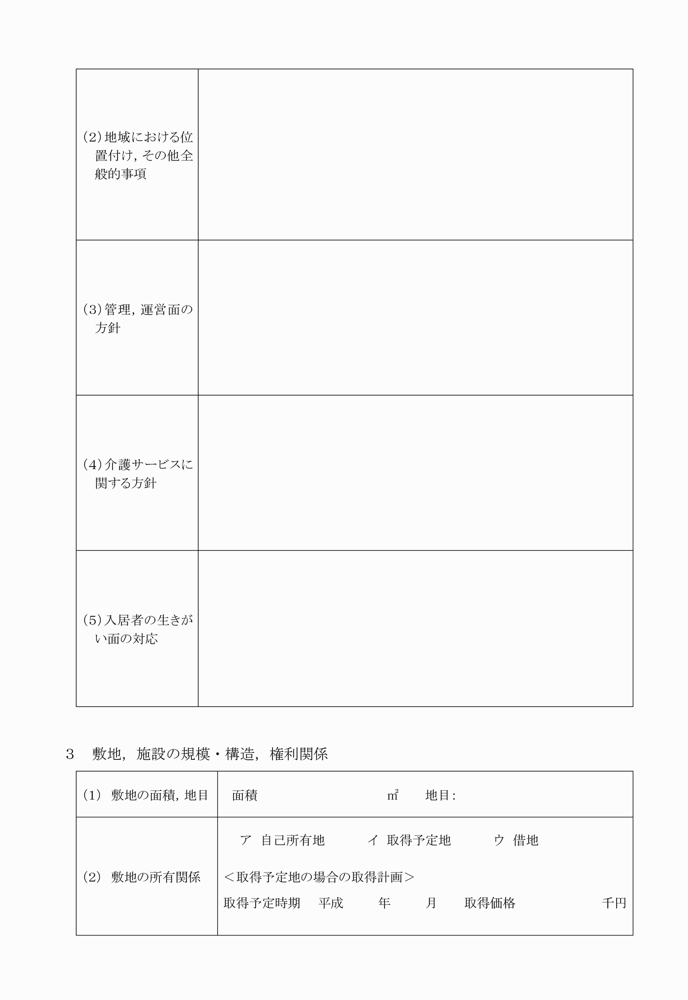 (2)地域における位
置付け，その他全
般的事項
(3)管理，運営面の
方針
(4)介護サービスに
関する方針
(5)入居者の生きが
い面の対応
３　敷地，施設の規模・構造，権利関係
(1)　敷地の面積，地目　面積　㎡　地目：
ア　自己所有地　イ　取得予定地　ウ　借地
(2)　敷地の所有関係　＜取得予定地の場合の取得計画＞
取得予定時期　平成　年　月　取得価格　千円